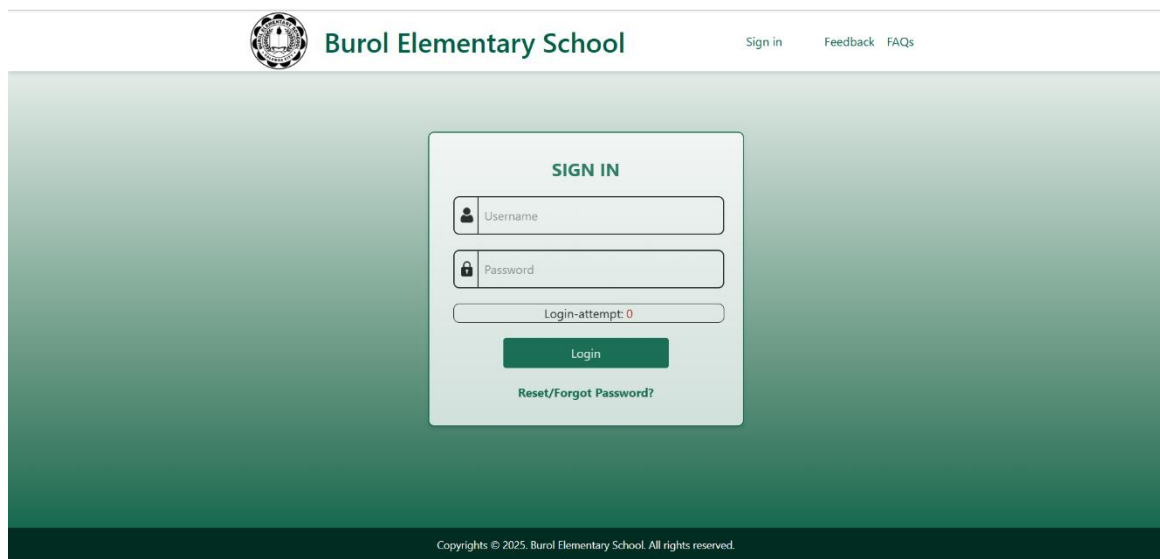 Burol Elementary School
Sign in Feedback FAQs
SIGN IN
Username
Password
Login-attempt: 0
Login
Reset/Forgot Password?
Copyrights © 2025. Burol Elementary School. All rights reserved.